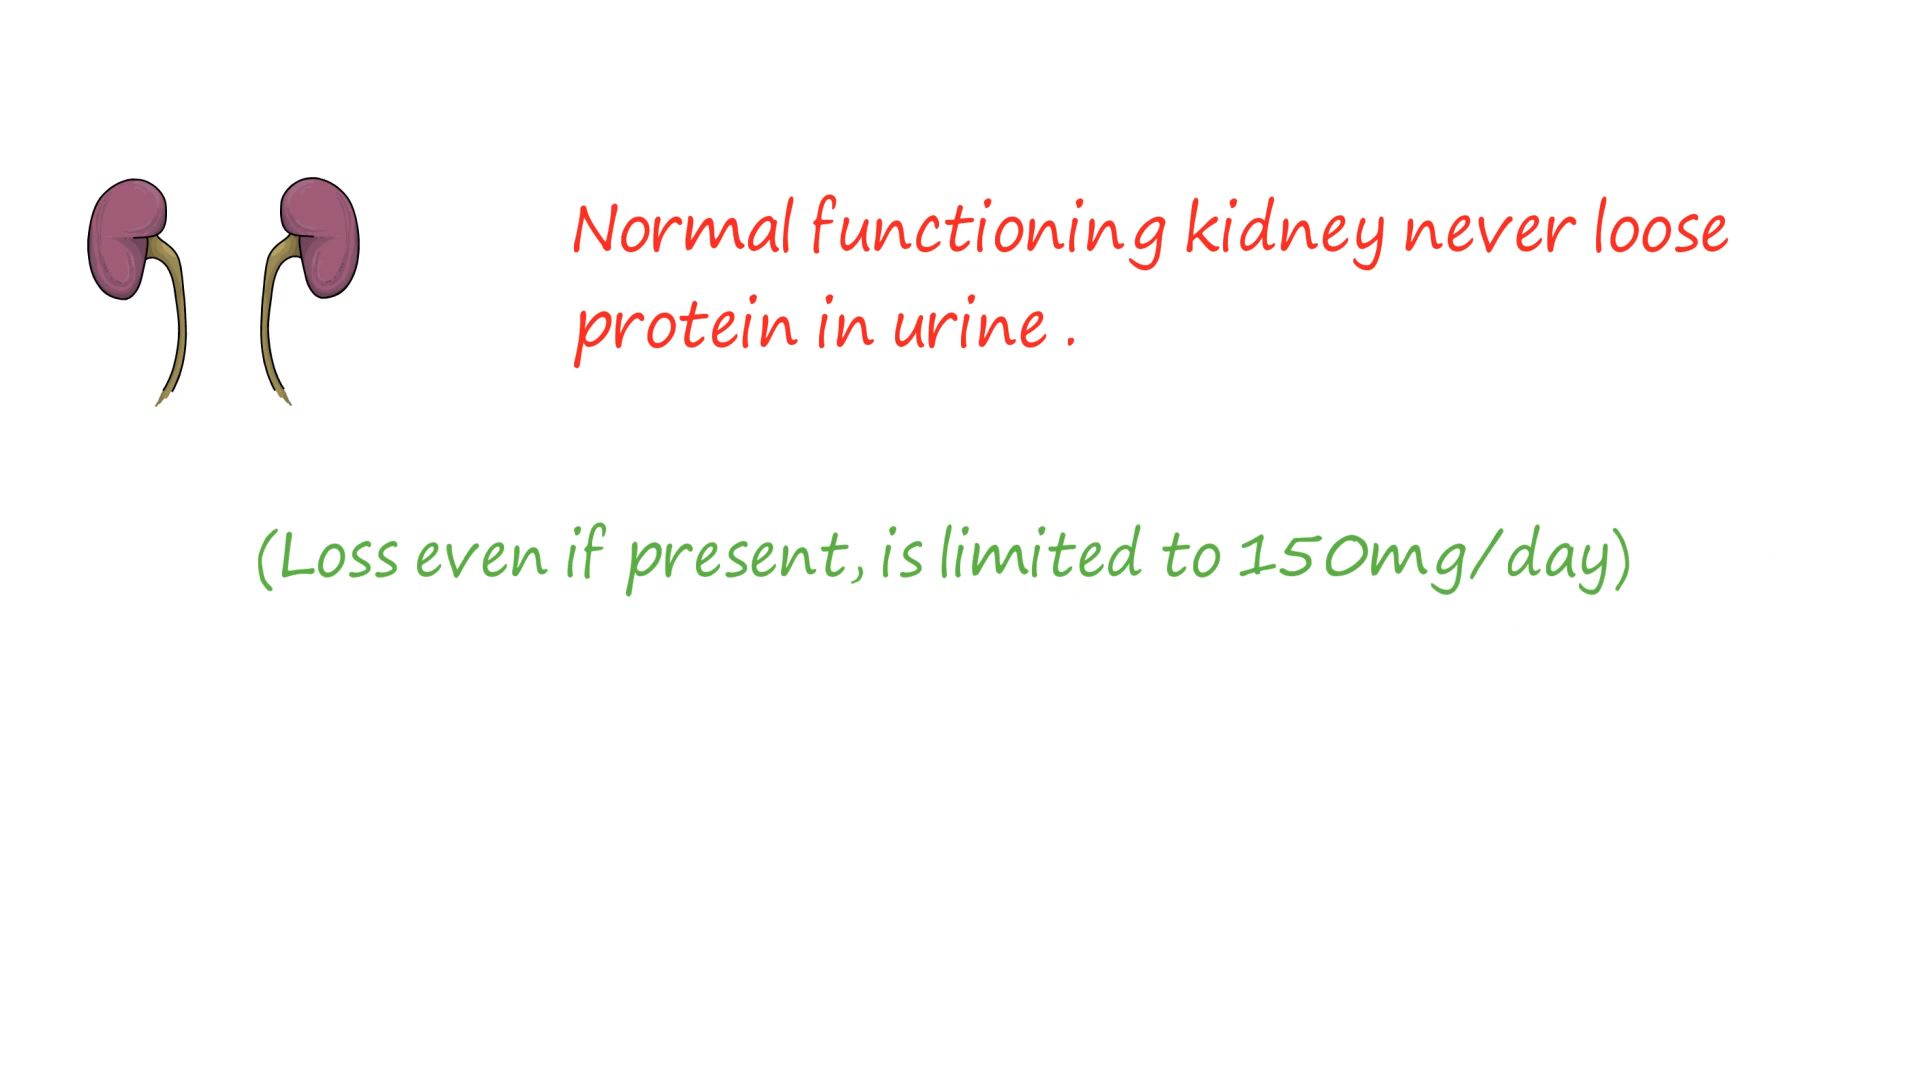 Normal functioning kidney never loose
protein in urine .
(Loss even if present, is limited to 150mg/day)